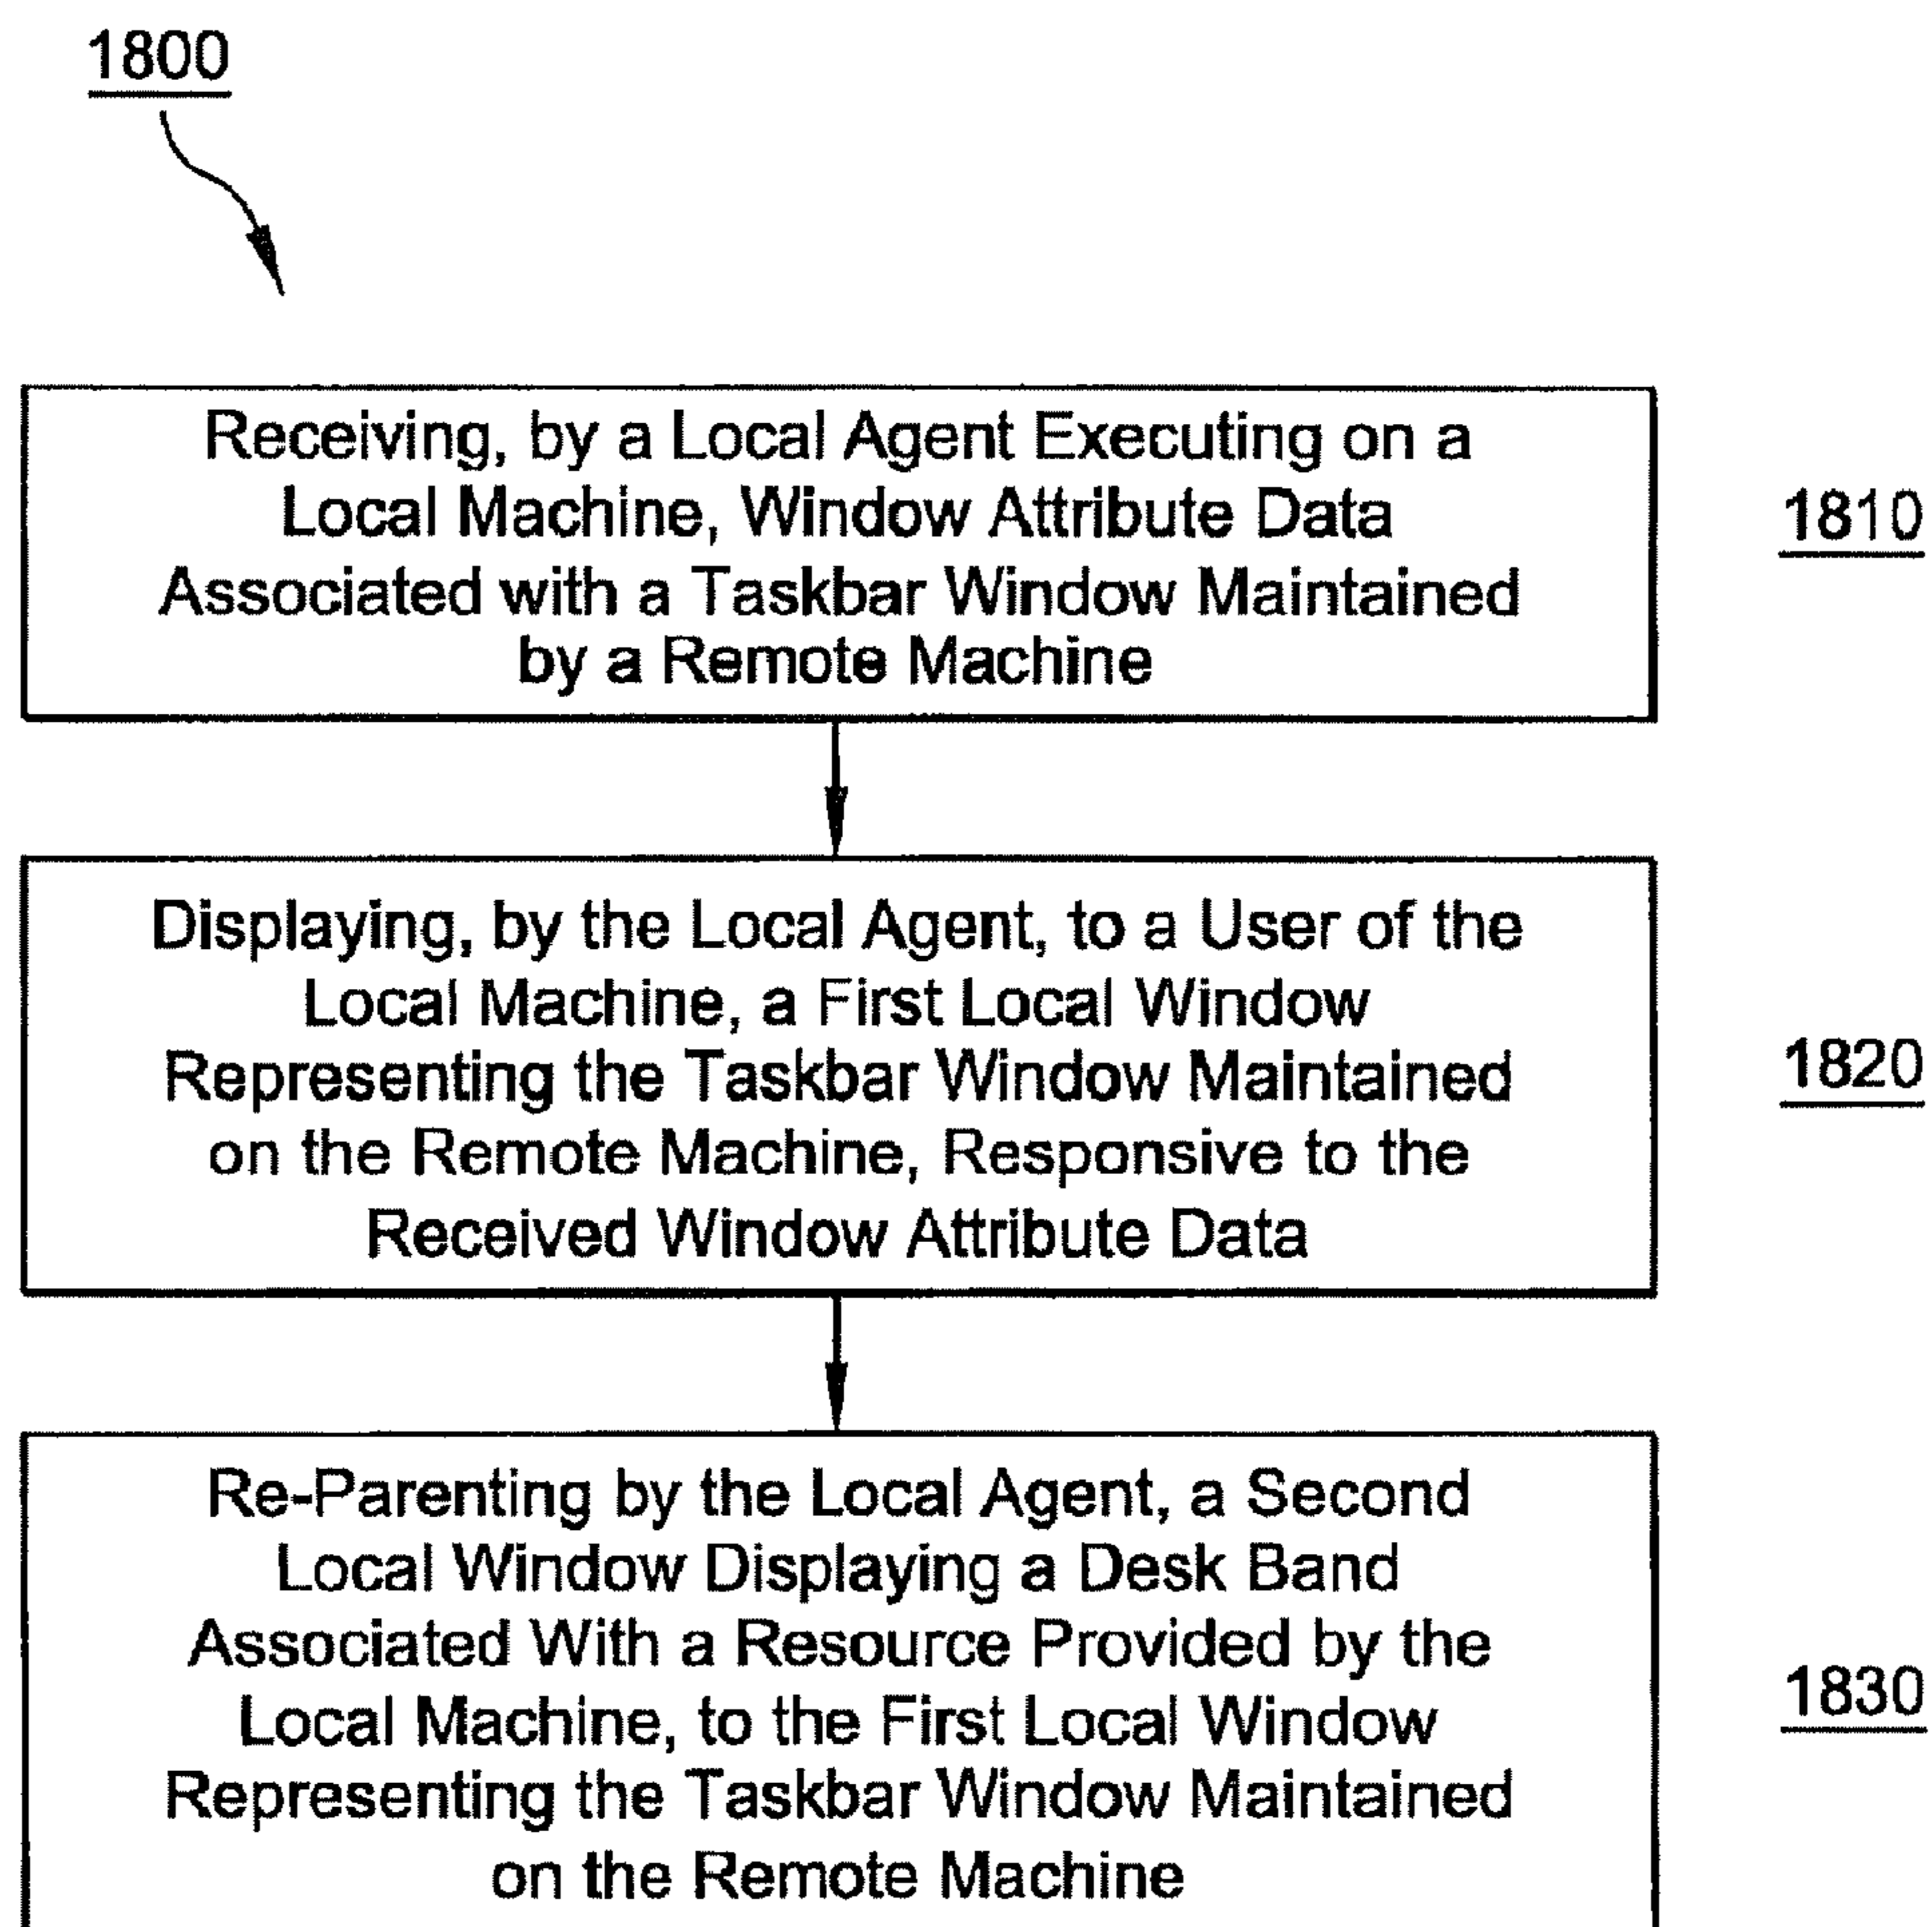 1800
Receiving, by a Local Agent Executing on a
Local Machine, Window Attribute Data
Associated with a Taskbar Window Maintained
by a Remote Machine
1810
Displaying, by the Local Agent, to a User of the
Local Machine, a First Local Window
Representing the Taskbar Window Maintained
on the Remote Machine, Responsive to the
Received Window Attribute Data
1820
Re-Parenting by the Local Agent, a Second
Local Window Displaying a Desk Band
Associated With a Resource Provided by the
Local Machine, to the First Local Window
Representing the Taskbar Window Maintained
on the Remote Machine
1830